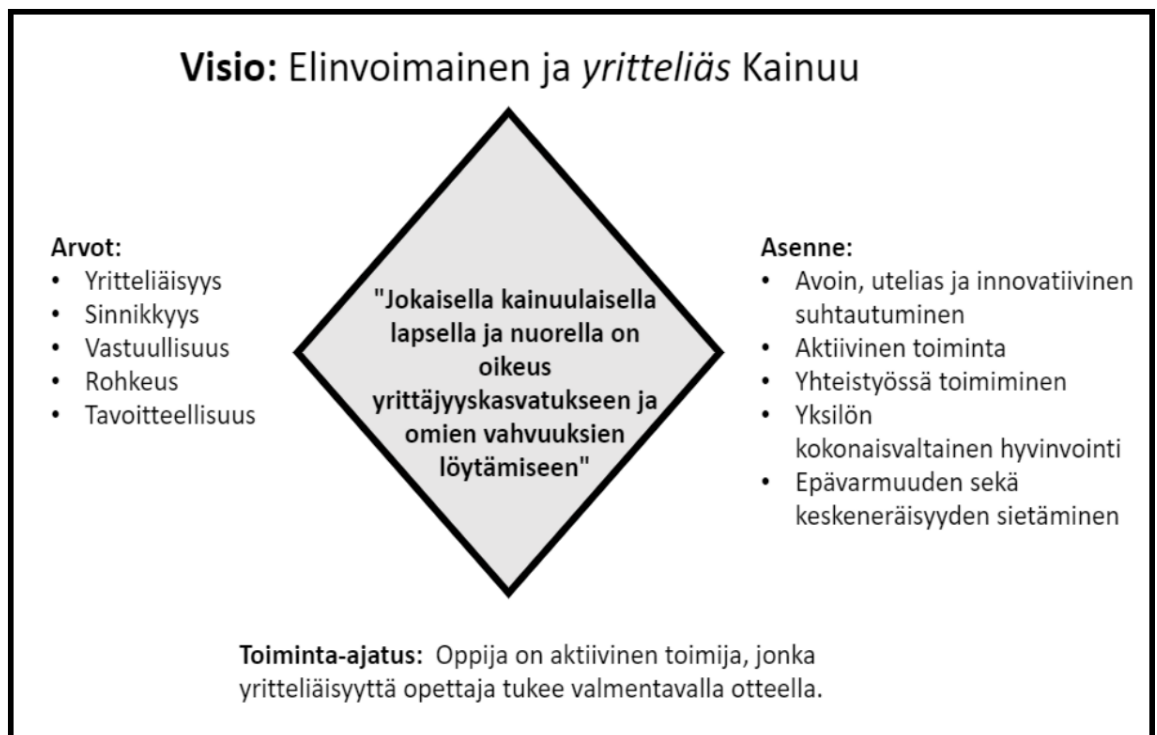 Visio: Elinvoimainen ja yritteliäs Kainuu
Arvot:
• Yritteliäisyys
• Sinnikkyys
• Vastuullisuus
• Rohkeus
• Tavoitteellisuus
"Jokaisella kainuulaisella
lapsella ja nuorella on
oikeus
yrittäjyyskasvatukseen ja
omien vahvuuksien
löytämiseen"
Asenne:
• Avoin, utelias ja innovatiivinen
suhtautuminen
• Aktiivinen toiminta
• Yhteistyössä toimiminen
• Yksilön
kokonaisvaltainen hyvinvointi
• Epävarmuuden sekä
keskeneräisyyden sietäminen
Toiminta-ajatus: Oppija on aktiivinen toimija, jonka
yritteliäisyyttä opettaja tukee valmentavalla otteella.